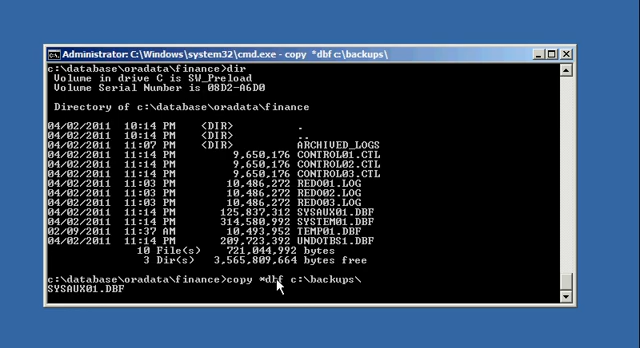 Administrator: C:\Windows\system32\cmd.exe - copy *dbf c:\backups\
c:\database\oradata\finance>dir
Volume in drive C is SW_Preload
Volume Serial Number is 08D2-A6D0
Directory of c:\database\oradata\finance
04/02/2011 10:14 PM <DIR> .
04/02/2011 10:14 PM <DIR> ..
04/02/2011 11:07 PM <DIR> ARCHIVED_LOGS
04/02/2011 11:14 PM 9,650,176 CONTROL01.CTL
04/02/2011 11:14 PM 9,650,176 CONTROL02.CTL
04/02/2011 11:14 PM 9,650,176 CONTROL03.CTL
04/02/2011 11:03 PM 10,486,272 REDO01.LOG
04/02/2011 11:03 PM 10,486,272 REDO02.LOG
04/02/2011 11:03 PM 10,486,272 REDO03.LOG
04/02/2011 11:14 PM 125,837,312 SYSAUX01.DBF
04/02/2011 11:14 PM 314,580,992 SYSTEM01.DBF
02/09/2011 11:37 AM 10,493,952 TEMP01.DBF
04/02/2011 11:14 PM 209,723,392 UNDOTBS1.DBF
10 File(s) 721,044,992 bytes
3 Dir(s) 3,565,809,664 bytes free
c:\database\oradata\finance>copy *dbf c:\backups\
SYSAUX01.DBF